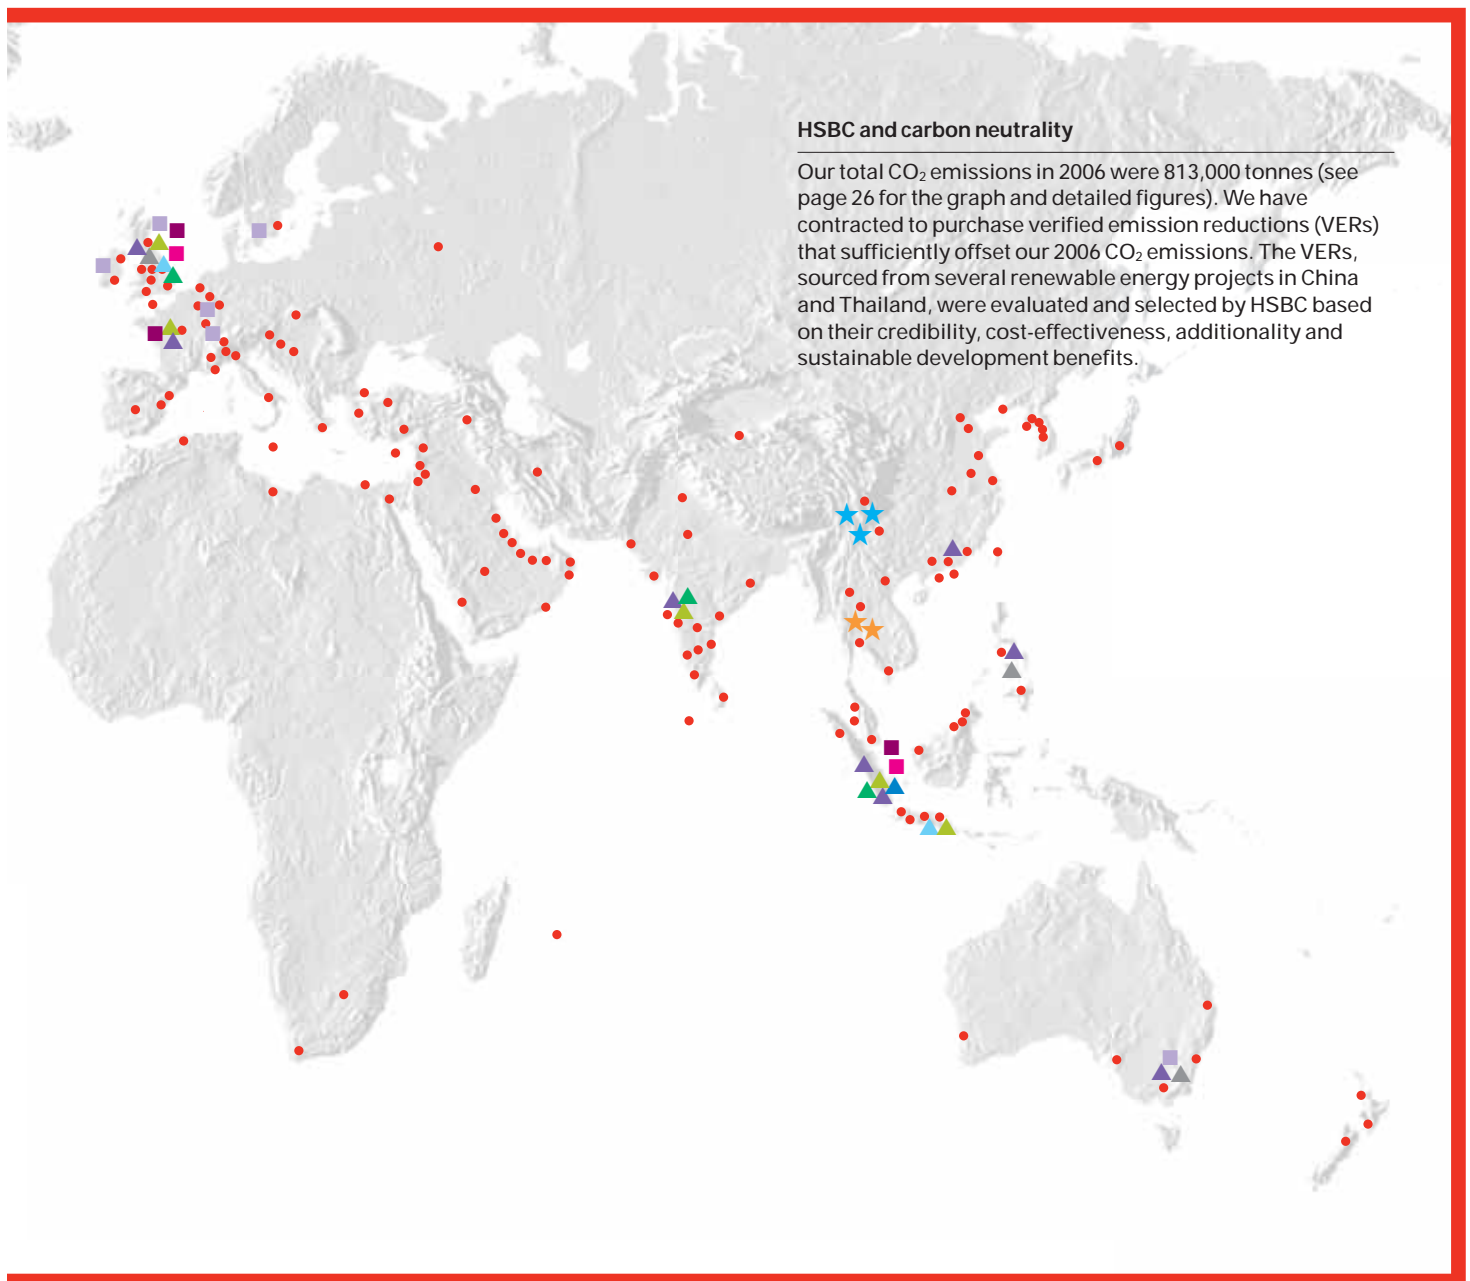 HSBC and carbon neutrality
Our total CO₂ emissions in 2006 were 813,000 tonnes (see
page 26 for the graph and detailed figures). We have
contracted to purchase verified emission reductions (VERs)
that sufficiently offset our 2006 CO₂ emissions. The VERs,
sourced from several renewable energy projects in China
and Thailand, were evaluated and selected by HSBC based
on their credibility, cost-effectiveness, additionality and
sustainable development benefits.